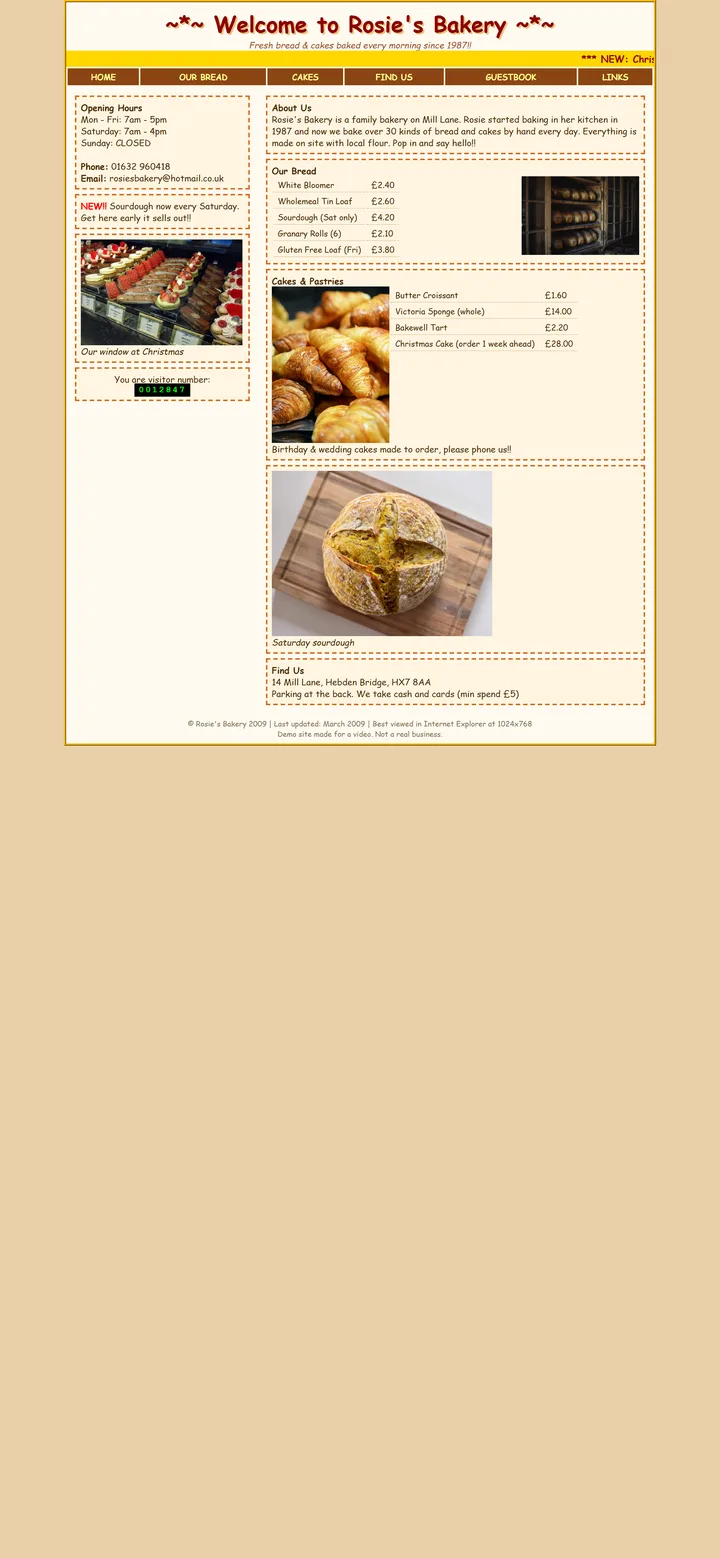 ~*~ Welcome to Rosie's Bakery ~*~
Fresh bread & cakes baked every morning since 1987!!
*** NEW: Chris
HOME
OUR BREAD
CAKES
FIND US
GUESTBOOK
LINKS
Opening Hours
Mon - Fri: 7am - 5pm
Saturday: 7am - 4pm
Sunday: CLOSED
Phone: 01632 960418
Email: rosiesbakery@hotmail.co.uk
NEW!! Sourdough now every Saturday.
Get here early it sells out!!
Our window at Christmas
You are visitor number:
0012847
About Us
Rosie's Bakery is a family bakery on Mill Lane. Rosie started baking in her kitchen in
1987 and now we bake over 30 kinds of bread and cakes by hand every day. Everything is
made on site with local flour. Pop in and say hello!!
Our Bread
White Bloomer £2.40
Wholemeal Tin Loaf £2.60
Sourdough (Sat only) £4.20
Granary Rolls (6) £2.10
Gluten Free Loaf (Fri) £3.80
Cakes & Pastries
Butter Croissant £1.60
Victoria Sponge (whole) £14.00
Bakewell Tart £2.20
Christmas Cake (order 1 week ahead) £28.00
Birthday & wedding cakes made to order, please phone us!!
Saturday sourdough
Find Us
14 Mill Lane, Hebden Bridge, HX7 8AA
Parking at the back. We take cash and cards (min spend £5)
© Rosie's Bakery 2009 | Last updated: March 2009 | Best viewed in Internet Explorer at 1024x768
Demo site made for a video. Not a real business.